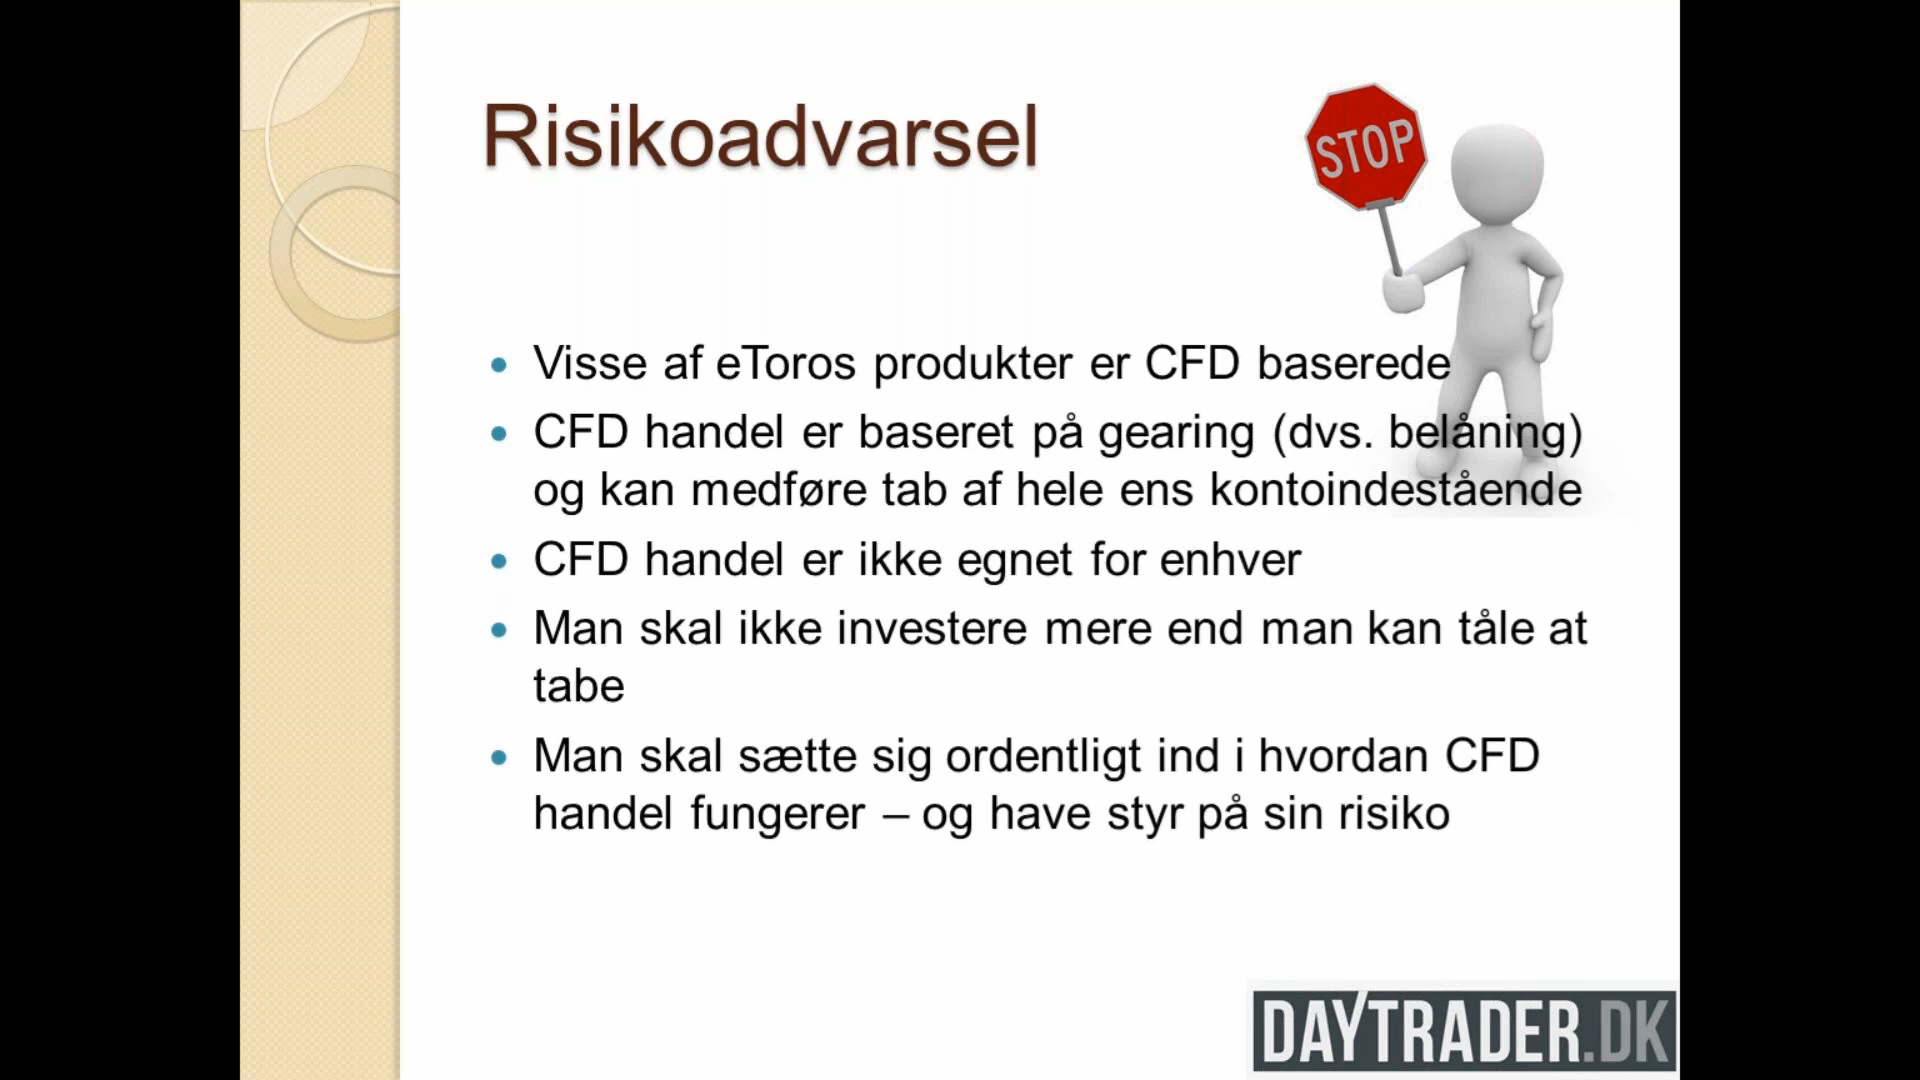 Risikoadvarsel
STOP
• Visse af eToros produkter er CFD baserede
• CFD handel er baseret på gearing (dvs. belåning)
og kan medføre tab af hele ens kontoindestående
• CFD handel er ikke egnet for enhver
• Man skal ikke investere mere end man kan tåle at
tabe
• Man skal sætte sig ordentligt ind i hvordan CFD
handel fungerer – og have styr på sin risiko
DAYTRADER.DK